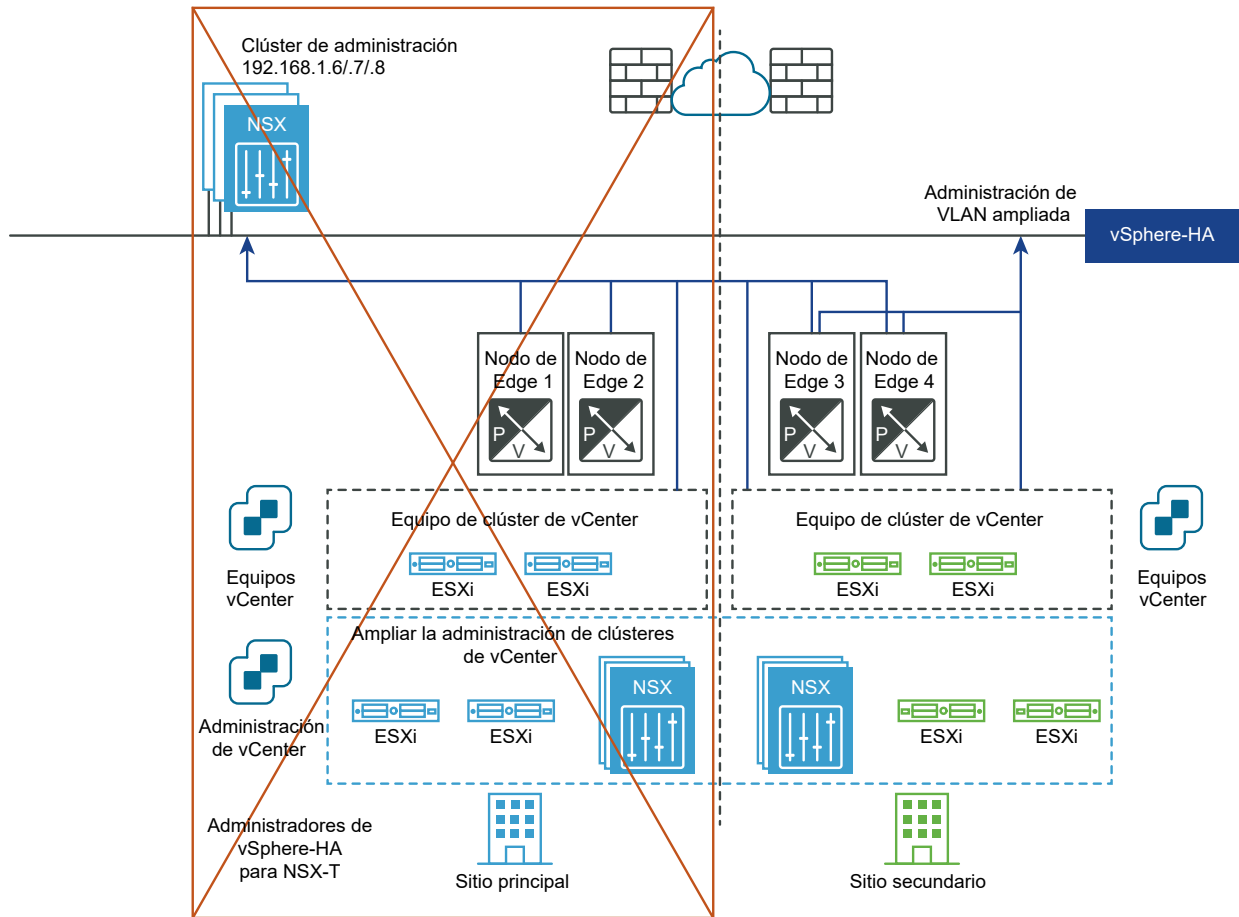 Clúster de administración
192.168.1.6/.7/.8
NSX
Administración de
VLAN ampliada
vSphere-HA
Nodo de
Edge 1
P
V
Nodo de
Edge 2
P
V
Nodo de
Edge 3
P
V
Nodo de
Edge 4
P
V
Equipo de clúster de vCenter
ESXi
ESXi
Equipo de clúster de vCenter
ESXi
ESXi
Equipos
vCenter
Equipos
vCenter
Ampliar la administración de clústeres
de vCenter
ESXi
ESXi
NSX
NSX
ESXi
ESXi
Administración
de vCenter
Administradores de
vSphere-HA
para NSX-T
Sitio principal
Sitio secundario